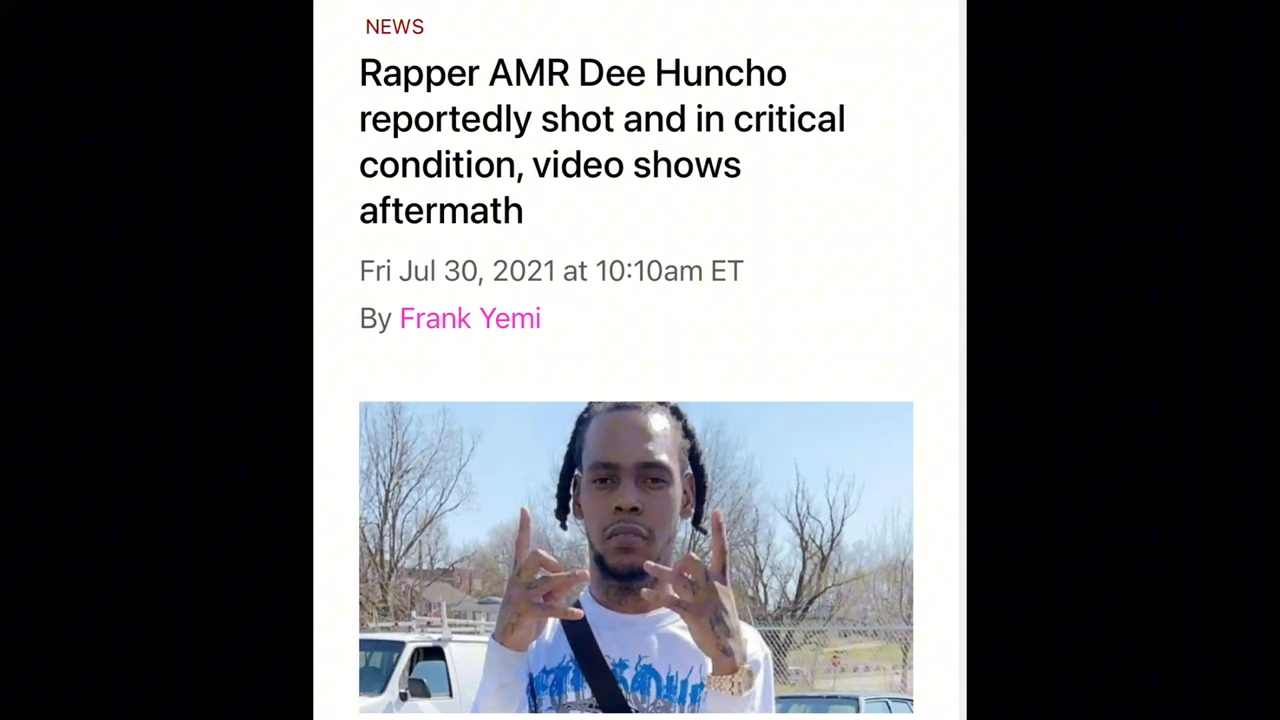 NEWS
Rapper AMR Dee Huncho
reportedly shot and in critical
condition, video shows
aftermath
Fri Jul 30, 2021 at 10:10am ET
By Frank Yemi